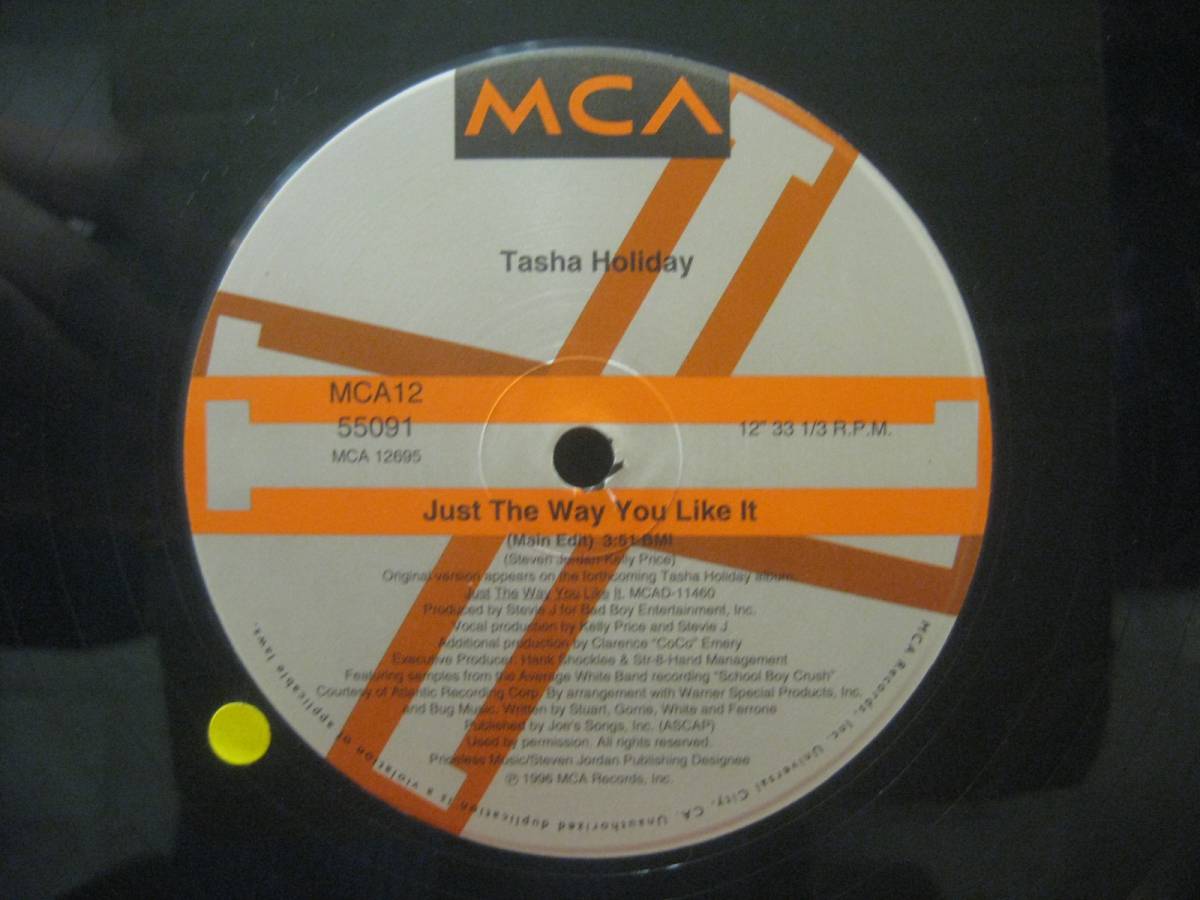 MCA
Tasha Holiday
MCA12
55091
MCA 12695
12" 33 1/3 R.P.M.
Just The Way You Like It
(Main Edit) 3:51 BMI
(Steven Jordan-Kelly Price)
Original version appears on the forthcoming Tasha Holiday album
Just The Way You Like It, MCAD-11460
Produced by Stevie J for Bad Boy Entertainment, Inc.
Vocal production by Kelly Price and Stevie J.
Additional production by Clarence "CoCo" Emery
Executive Producer: Hank Shocklee & Str-8-Hand Management
Featuring samples from the Average White Band recording "School Boy Crush"
Courtesy of Atlantic Recording Corp. By arrangement with Warner Special Products, Inc.
and Bug Music. Written by Stuart, Gorrie, White and Ferrone
Published by Joe's Songs, Inc. (ASCAP)
Used by permission. All rights reserved.
Priceless Music/Steven Jordan Publishing Designee
℗ 1996 MCA Records, Inc.
MCA Records, Inc. Universal City, CA. Unauthorized duplication is a violation of applicable laws.